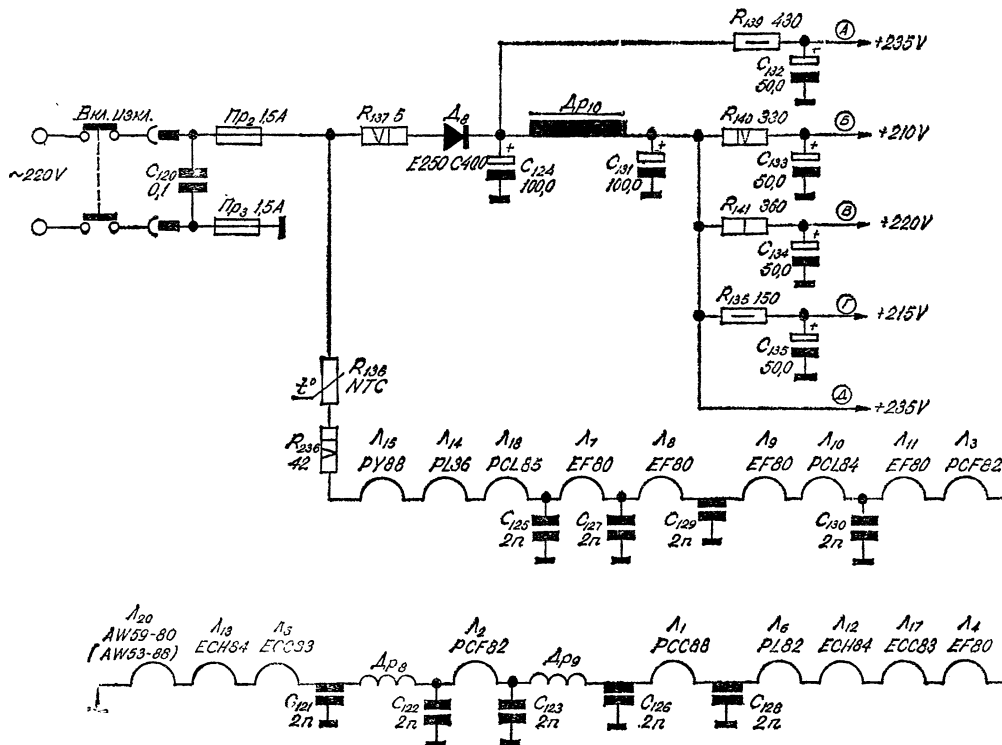 R139 430
А
+235V
C132
50,0
Вкл. изкл.
Пр2 1,5A
R137 5
Д8
Др10
R140 330
Б
+210V
~220V
C120
0,1
E250 C400
C124
100,0
C131
100,0
C133
50,0
Пр3 1,5A
R141 360
В
+220V
C134
50,0
R135 150
Г
+215V
C135
50,0
t°
R138
NTC
Д
+235V
R236
42
Л15
PY88
Л14
PL36
Л18
PCL85
Л7
EF80
Л8
EF80
Л9
EF80
Л10
PCL84
Л11
EF80
Л3
PCF82
C125
2n
C127
2n
C129
2n
C130
2n
Л20
AW59-80
(AW53-88)
Л13
ECH84
Л5
ECC83
Л2
PCF82
Л1
PCC88
Л6
PL82
Л12
ECH84
Л17
ECC83
Л4
EF80
Др8
Др9
C121
2n
C122
2n
C123
2n
C126
2n
C128
2n